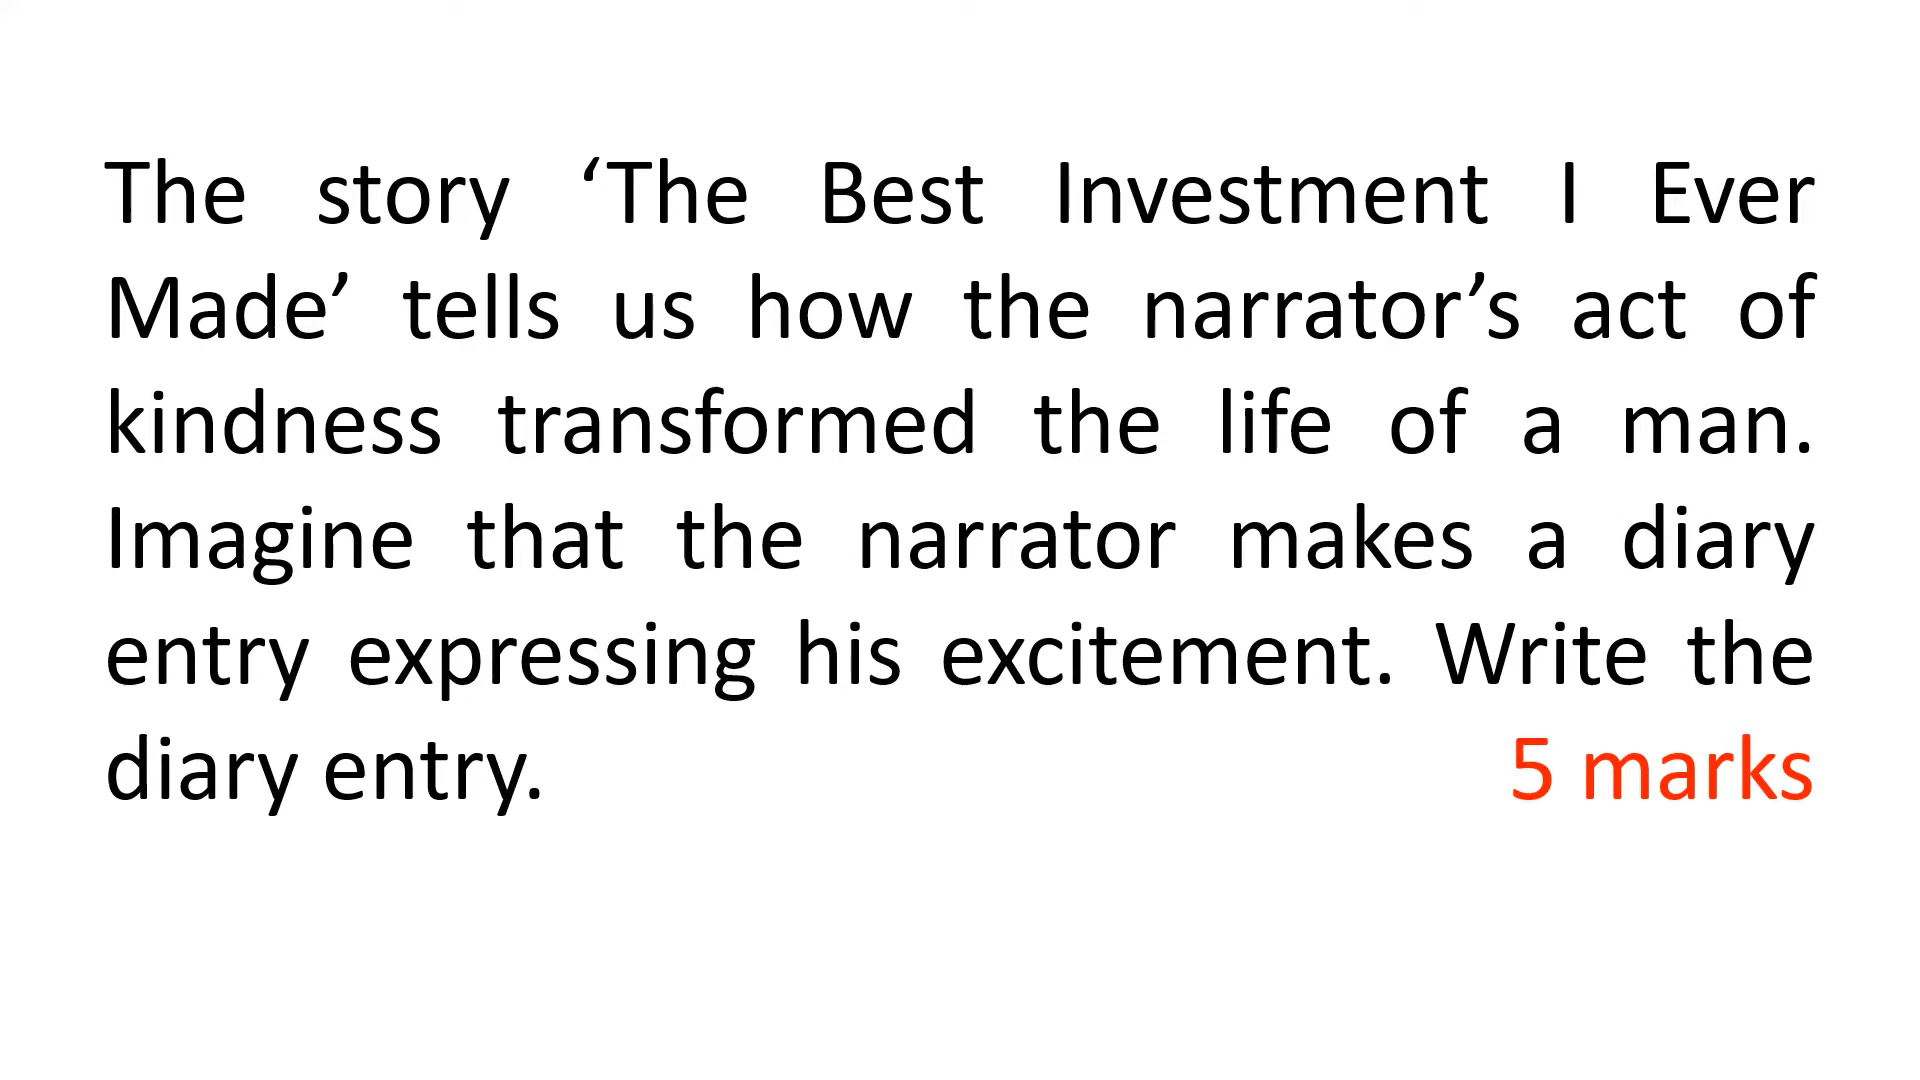 The story ‘The Best Investment I Ever
Made’ tells us how the narrator’s act of
kindness transformed the life of a man.
Imagine that the narrator makes a diary
entry expressing his excitement. Write the
diary entry. 5 marks